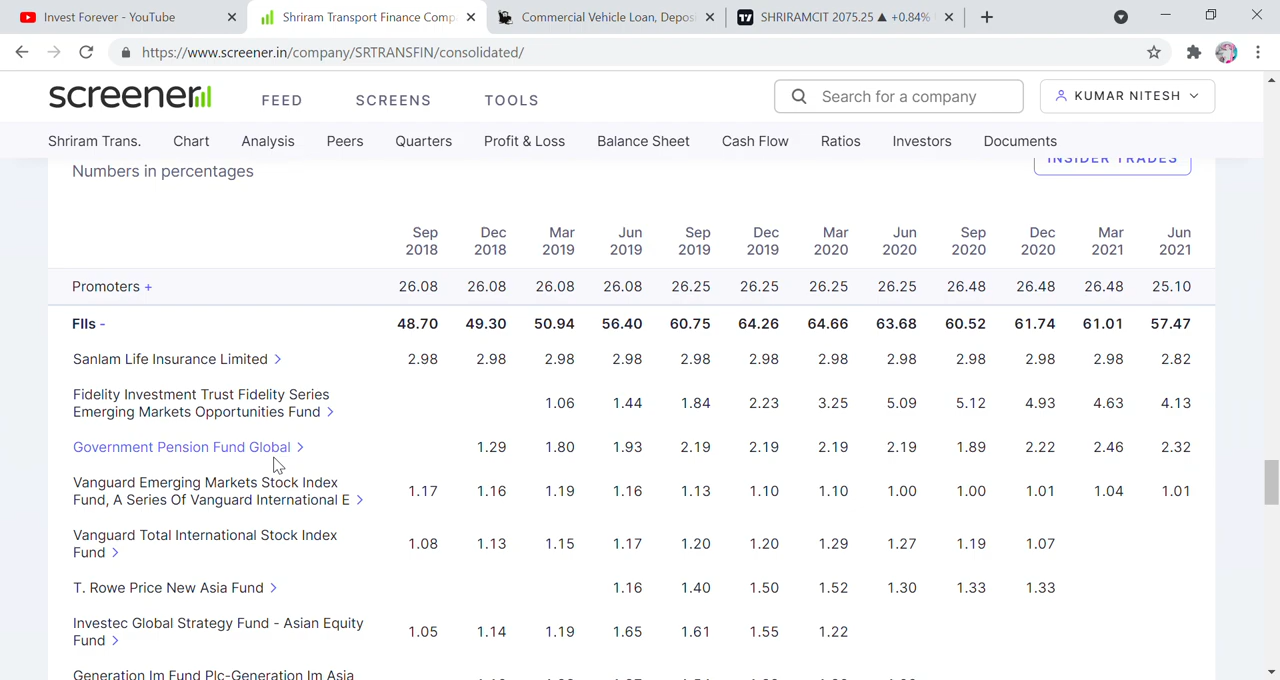 Invest Forever - YouTube
Shriram Transport Finance Comp
Commercial Vehicle Loan, Depos
SHRIRAMCIT 2075.25 ▲ +0.84%
https://www.screener.in/company/SRTRANSFIN/consolidated/
screener
FEED SCREENS TOOLS
Search for a company
KUMAR NITESH
Shriram Trans. Chart Analysis Peers Quarters Profit & Loss Balance Sheet Cash Flow Ratios Investors Documents
Numbers in percentages
INSIDER TRADES
Sep Dec Mar Jun Sep Dec Mar Jun Sep Dec Mar Jun
2018 2018 2019 2019 2019 2019 2020 2020 2020 2020 2021 2021
Promoters + 26.08 26.08 26.08 26.08 26.25 26.25 26.25 26.25 26.48 26.48 26.48 25.10
FIIs - 48.70 49.30 50.94 56.40 60.75 64.26 64.66 63.68 60.52 61.74 61.01 57.47
Sanlam Life Insurance Limited > 2.98 2.98 2.98 2.98 2.98 2.98 2.98 2.98 2.98 2.98 2.98 2.82
Fidelity Investment Trust Fidelity Series
Emerging Markets Opportunities Fund > 1.06 1.44 1.84 2.23 3.25 5.09 5.12 4.93 4.63 4.13
Government Pension Fund Global > 1.29 1.80 1.93 2.19 2.19 2.19 2.19 1.89 2.22 2.46 2.32
Vanguard Emerging Markets Stock Index
Fund, A Series Of Vanguard International E > 1.17 1.16 1.19 1.16 1.13 1.10 1.10 1.00 1.00 1.01 1.04 1.01
Vanguard Total International Stock Index
Fund > 1.08 1.13 1.15 1.17 1.20 1.20 1.29 1.27 1.19 1.07
T. Rowe Price New Asia Fund > 1.16 1.40 1.50 1.52 1.30 1.33 1.33
Investec Global Strategy Fund - Asian Equity
Fund > 1.05 1.14 1.19 1.65 1.61 1.55 1.22
Generation Im Fund Plc-Generation Im Asia